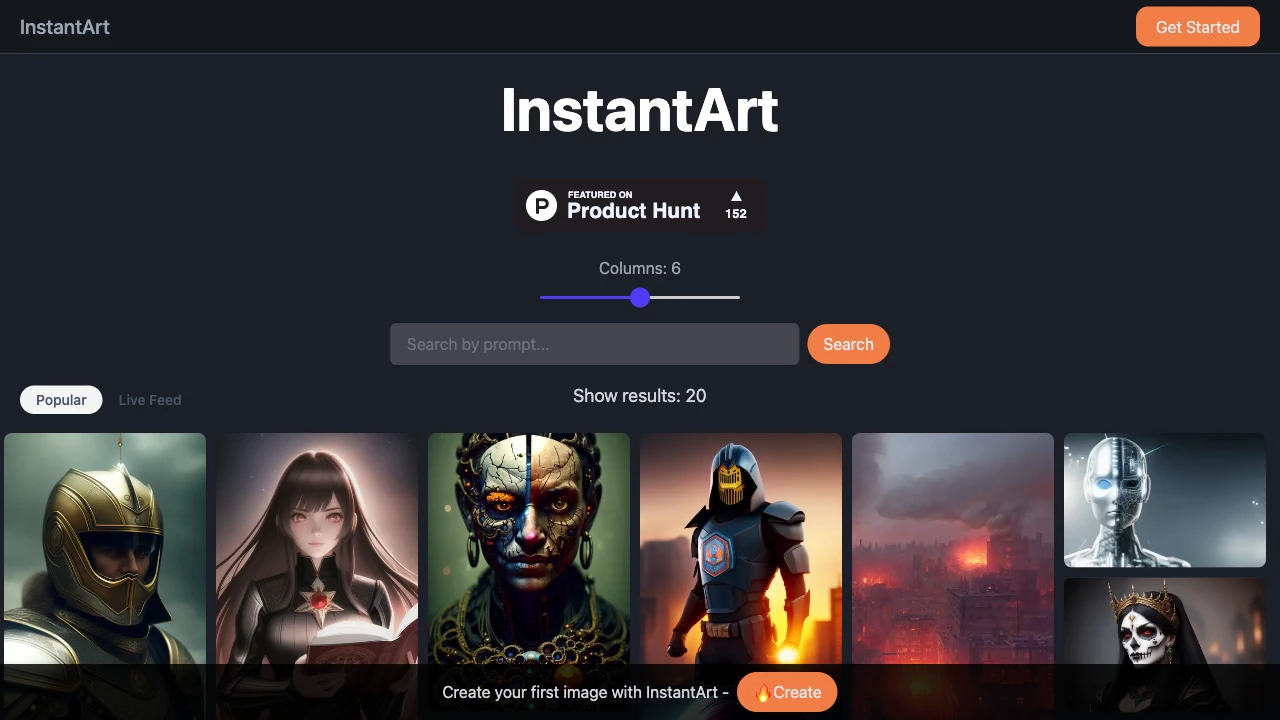 InstantArt
Get Started
InstantArt
FEATURED ON
Product Hunt
152
Columns: 6
Search by prompt...
Search
Popular
Live Feed
Show results: 20
Create your first image with InstantArt -
🔥Create